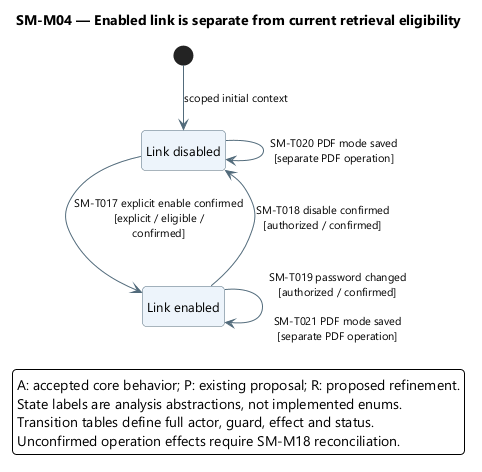 SM-M04 — Enabled link is separate from current retrieval eligibility
scoped initial context
Link disabled
SM-T020 PDF mode saved
[separate PDF operation]
SM-T017 explicit enable confirmed
[explicit / eligible /
confirmed]
SM-T018 disable confirmed
[authorized / confirmed]
Link enabled
SM-T019 password changed
[authorized / confirmed]
SM-T021 PDF mode saved
[separate PDF operation]
A: accepted core behavior; P: existing proposal; R: proposed refinement.
State labels are analysis abstractions, not implemented enums.
Transition tables define full actor, guard, effect and status.
Unconfirmed operation effects require SM-M18 reconciliation.